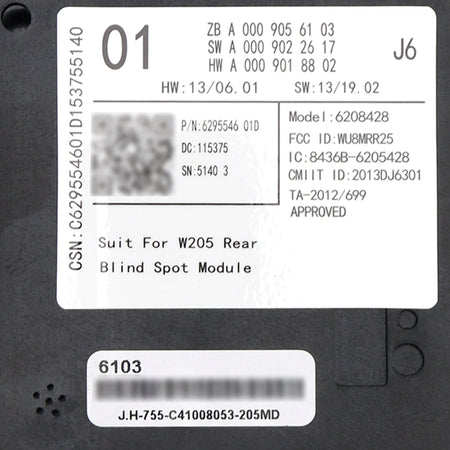 01
ZB A 000 905 61 03
SW A 000 902 26 17
HW A 000 901 88 02
J6
HW:13/06.01
SW:13/19.02
CSN:C629554601D153755140
P/N:6295546 01D
DC:115375
SN:5140 3
Model:6208428
FCC ID:WU8MRR25
IC:8436B-6205428
CMIIT ID:2013DJ6301
TA-2012/699
APPROVED
Suit For W205 Rear
Blind Spot Module
6103
J.H-755-C41008053-205MD